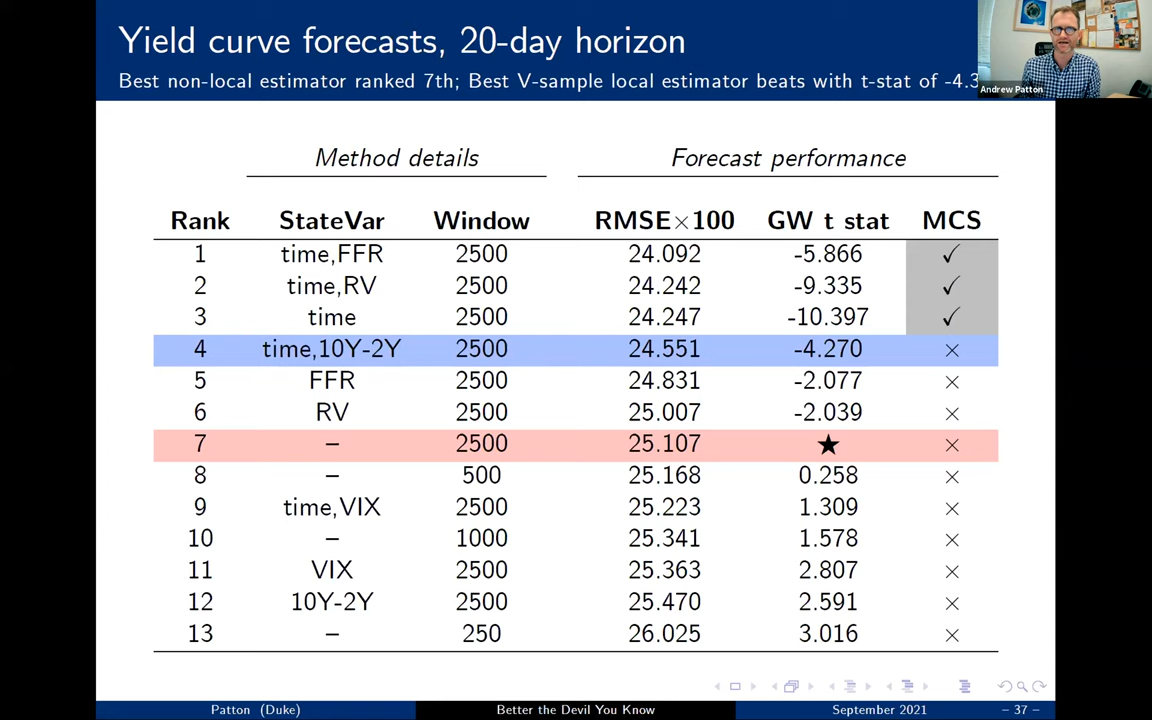 Yield curve forecasts, 20-day horizon
Best non-local estimator ranked 7th; Best V-sample local estimator beats with t-stat of -4.3
Andrew Patton
Method details Forecast performance
Rank StateVar Window RMSE×100 GW t stat MCS
1 time,FFR 2500 24.092 -5.866 ✓
2 time,RV 2500 24.242 -9.335 ✓
3 time 2500 24.247 -10.397 ✓
4 time,10Y-2Y 2500 24.551 -4.270 ×
5 FFR 2500 24.831 -2.077 ×
6 RV 2500 25.007 -2.039 ×
7 – 2500 25.107 ★ ×
8 – 500 25.168 0.258 ×
9 time,VIX 2500 25.223 1.309 ×
10 – 1000 25.341 1.578 ×
11 VIX 2500 25.363 2.807 ×
12 10Y-2Y 2500 25.470 2.591 ×
13 – 250 26.025 3.016 ×
Patton (Duke) Better the Devil You Know September 2021 – 37 –